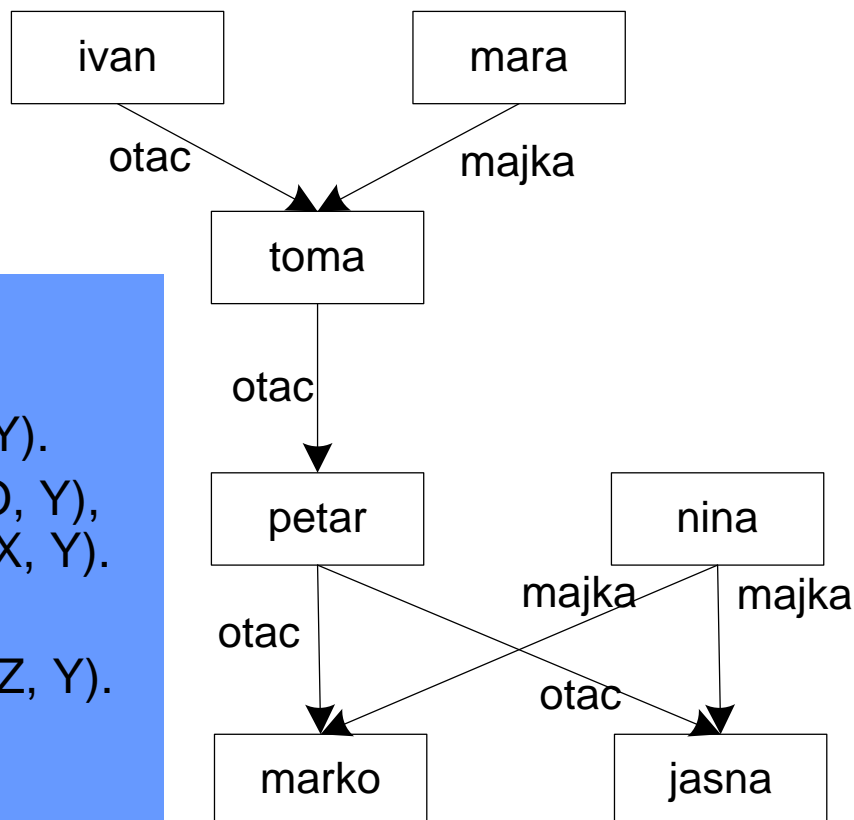 ivan
mara
otac
majka
toma
otac
Y).
, Y),
X, Y).
Z, Y).
petar
nina
majka
majka
otac
otac
marko
jasna